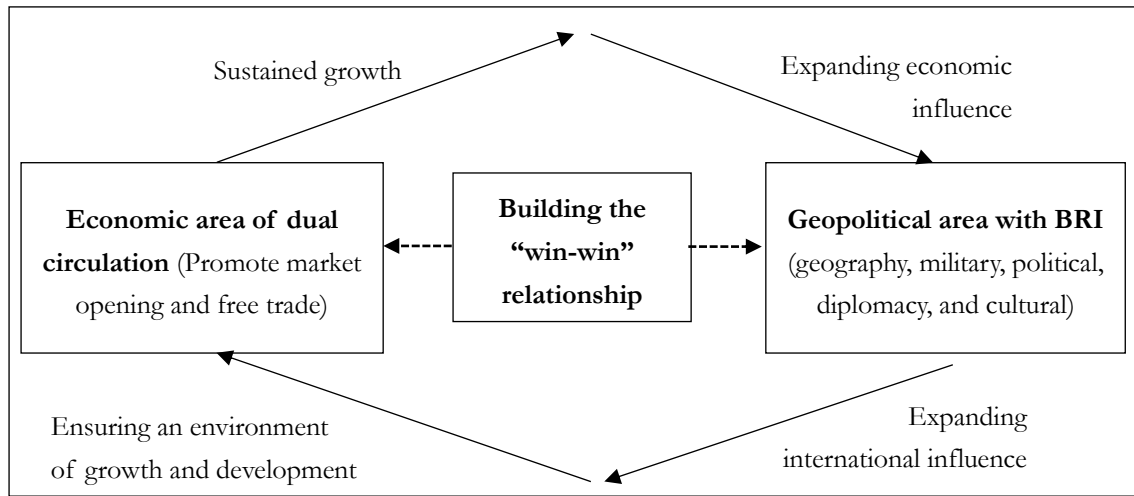 Sustained growth
Expanding economic
influence
Economic area of dual
circulation (Promote market
opening and free trade)
Building the
“win-win”
relationship
Geopolitical area with BRI
(geography, military, political,
diplomacy, and cultural)
Ensuring an environment
of growth and development
Expanding
international influence